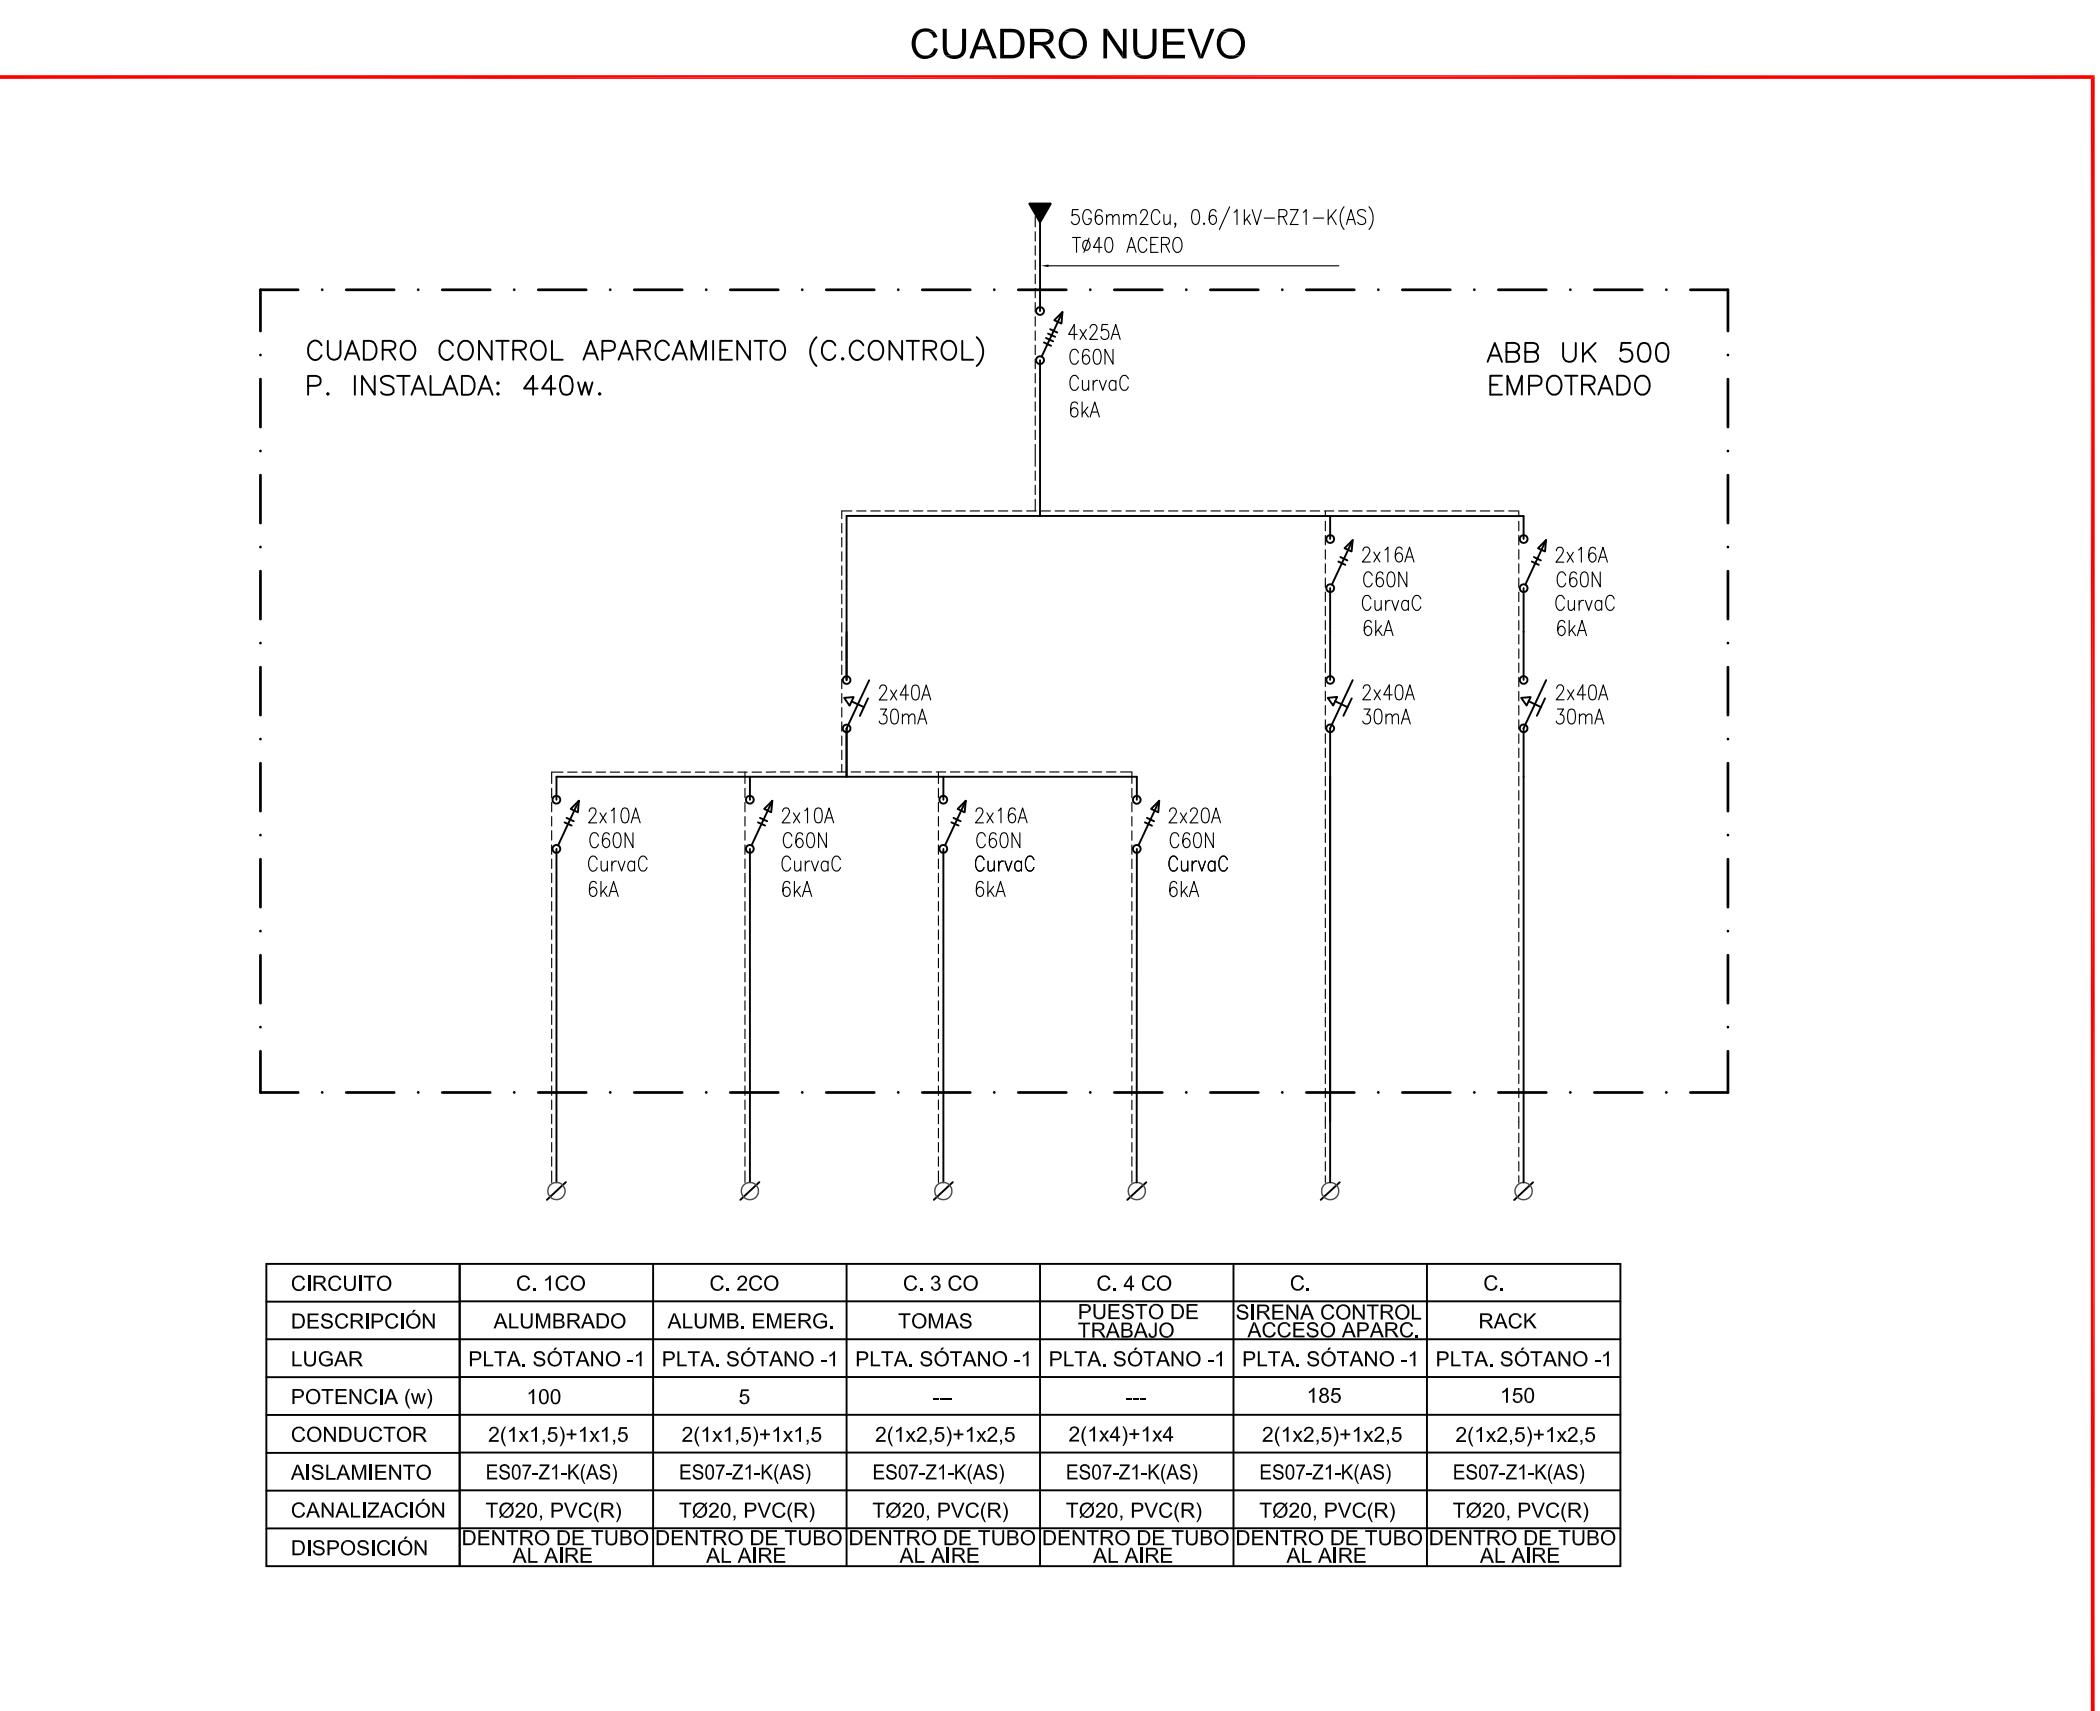 CUADRO NUEVO
5G6mm2Cu, 0.6/1kV-RZ1-K(AS)
TØ40 ACERO
CUADRO CONTROL APARCAMIENTO (C.CONTROL)
P. INSTALADA: 440w.
4x25A
C60N
CurvaC
6kA
ABB UK 500
EMPOTRADO
2x16A
C60N
CurvaC
6kA
2x16A
C60N
CurvaC
6kA
2x40A
30mA
2x40A
30mA
2x40A
30mA
2x10A
C60N
CurvaC
6kA
2x10A
C60N
CurvaC
6kA
2x16A
C60N
CurvaC
6kA
2x20A
C60N
CurvaC
6kA
CIRCUITO C. 1CO C. 2CO C. 3 CO C. 4 CO C. C.
DESCRIPCIÓN ALUMBRADO ALUMB. EMERG. TOMAS PUESTO DE TRABAJO SIRENA CONTROL ACCESO APARC. RACK
LUGAR PLTA. SÓTANO -1 PLTA. SÓTANO -1 PLTA. SÓTANO -1 PLTA. SÓTANO -1 PLTA. SÓTANO -1 PLTA. SÓTANO -1
POTENCIA (w) 100 5 --- --- 185 150
CONDUCTOR 2(1x1,5)+1x1,5 2(1x1,5)+1x1,5 2(1x2,5)+1x2,5 2(1x4)+1x4 2(1x2,5)+1x2,5 2(1x2,5)+1x2,5
AISLAMIENTO ES07-Z1-K(AS) ES07-Z1-K(AS) ES07-Z1-K(AS) ES07-Z1-K(AS) ES07-Z1-K(AS) ES07-Z1-K(AS)
CANALIZACIÓN TØ20, PVC(R) TØ20, PVC(R) TØ20, PVC(R) TØ20, PVC(R) TØ20, PVC(R) TØ20, PVC(R)
DISPOSICIÓN DENTRO DE TUBO AL AIRE DENTRO DE TUBO AL AIRE DENTRO DE TUBO AL AIRE DENTRO DE TUBO AL AIRE DENTRO DE TUBO AL AIRE DENTRO DE TUBO AL AIRE